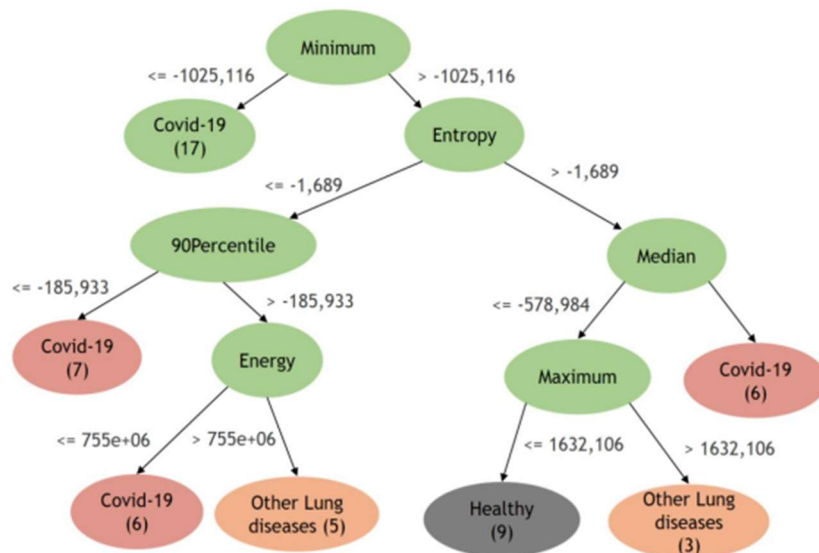 Minimum
<= -1025,116
> -1025,116
Covid-19
(17)
Entropy
<= -1,689
> -1,689
90Percentile
Median
<= -185,933
> -185,933
<= -578,984
Covid-19
(7)
Energy
Maximum
Covid-19
(6)
<= 755e+06
> 755e+06
<= 1632,106
> 1632,106
Covid-19
(6)
Other Lung
diseases (5)
Healthy
(9)
Other Lung
diseases
(3)